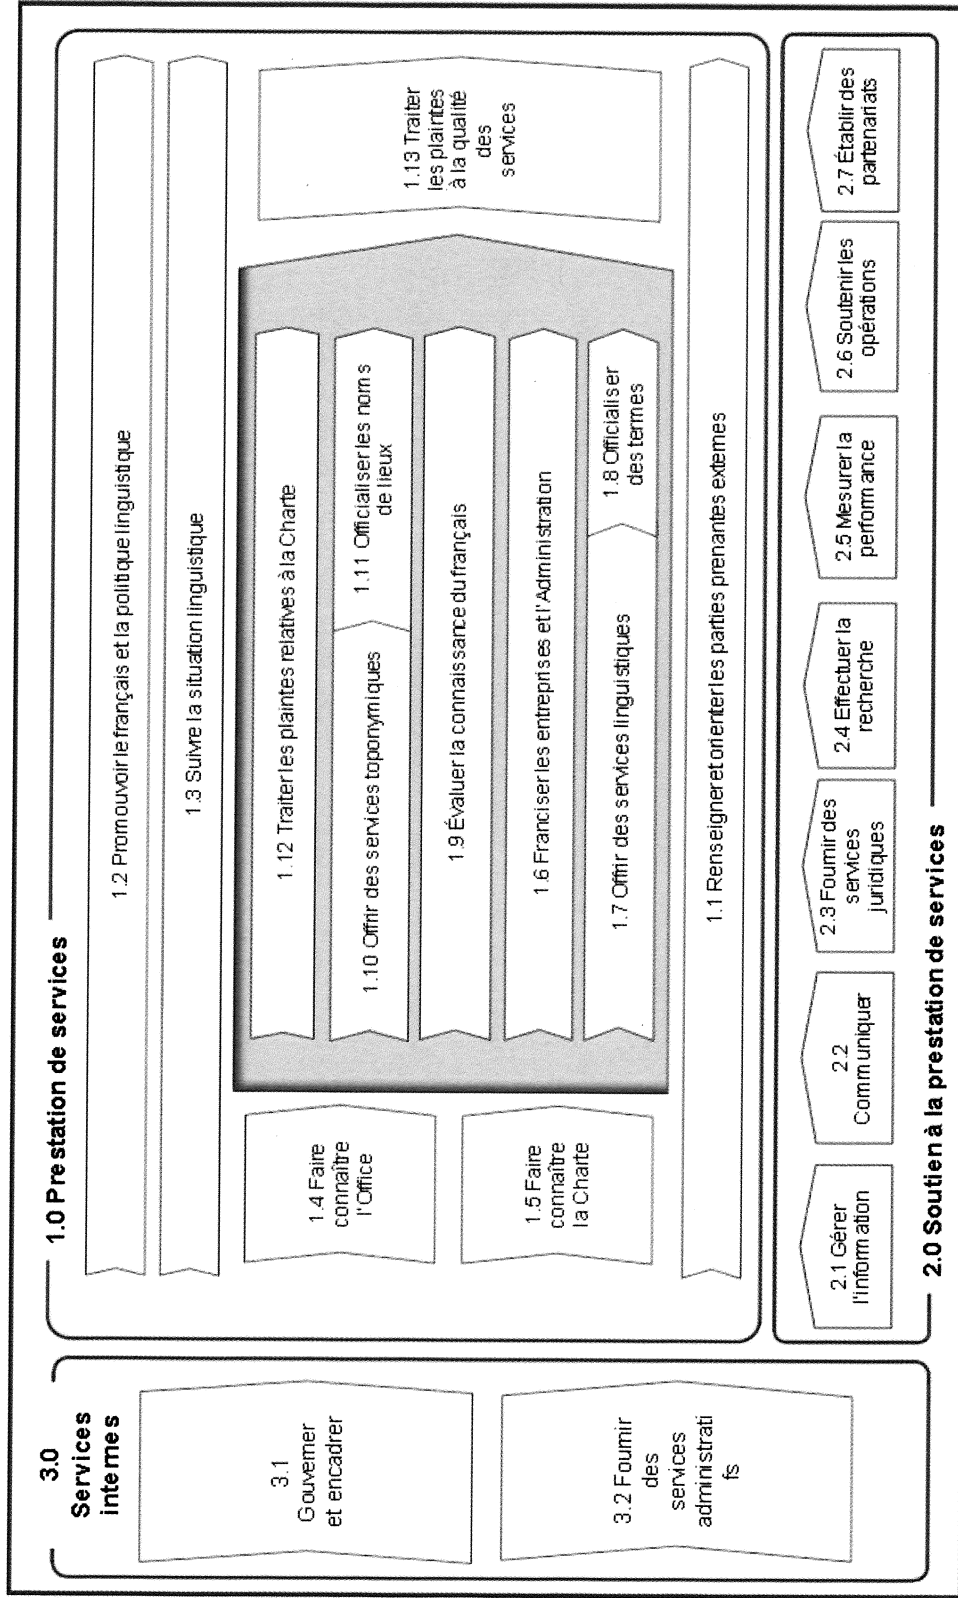 3.0
Services
internes
3.1
Gouverner
et encadrer
3.2 Fournir
des
services
administrati
fs
1.0 Prestation de services
1.2 Promouvoir le français et la politique linguistique
1.3 Suivre la situation linguistique
1.4 Faire
connaître
l'Office
1.5 Faire
connaître
la Charte
1.12 Traiter les plaintes relatives à la Charte
1.10 Offrir des services toponymiques
1.11 Officialiser les noms
de lieux
1.9 Évaluer la connaissance du français
1.6 Franciser les entreprises et l'Administration
1.7 Offrir des services linguistiques
1.8 Officialiser
des termes
1.13 Traiter
les plaintes
à la qualité
des
services
1.1 Renseigner et orienter les parties prenantes externes
2.1 Gérer
l'information
2.2
Communiquer
2.3 Fournir des
services
juridiques
2.4 Effectuer la
recherche
2.5 Mesurer la
performance
2.6 Soutenir les
opérations
2.7 Établir des
partenariats
2.0 Soutien à la prestation de services